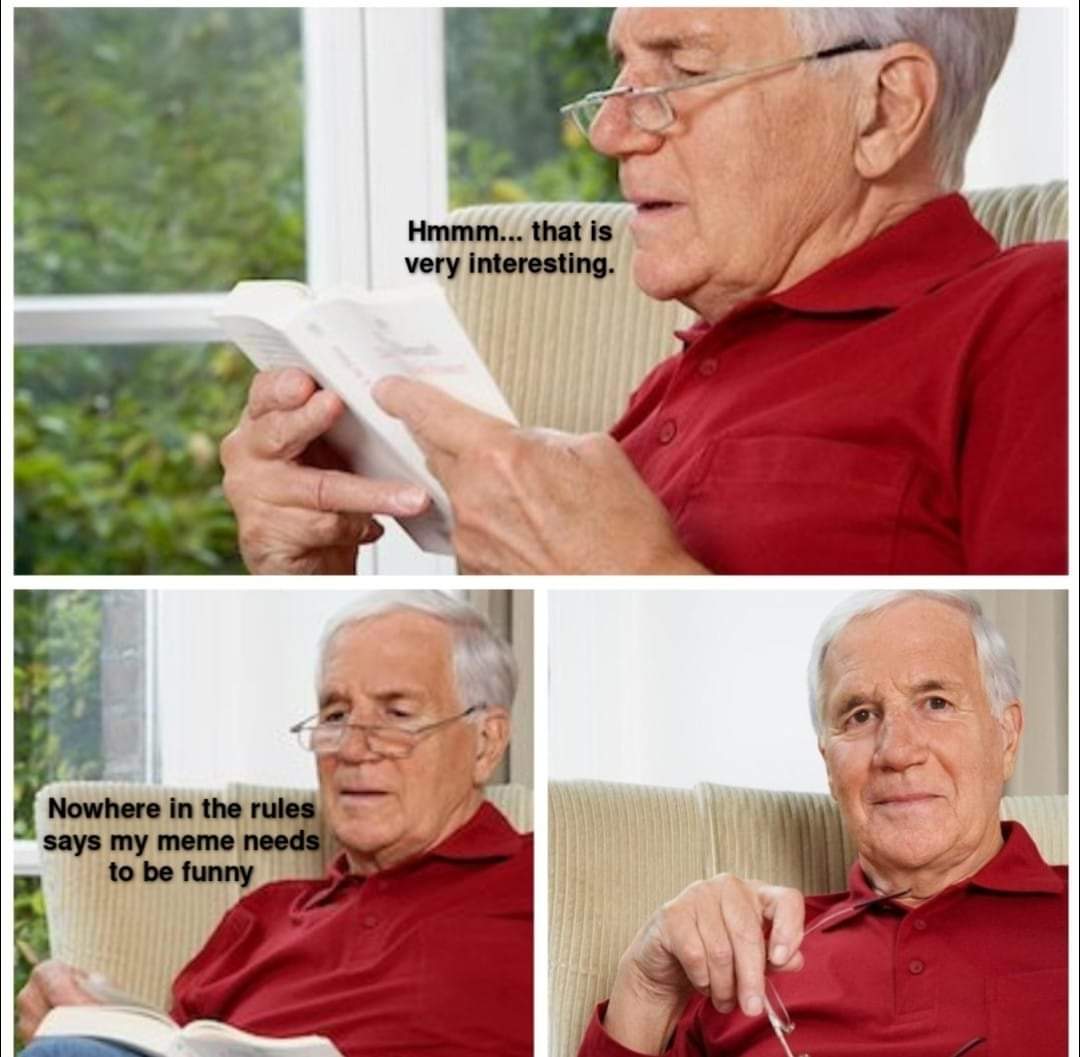 Hmmm... that is
very interesting.
Nowhere in the rules
says my meme needs
to be funny